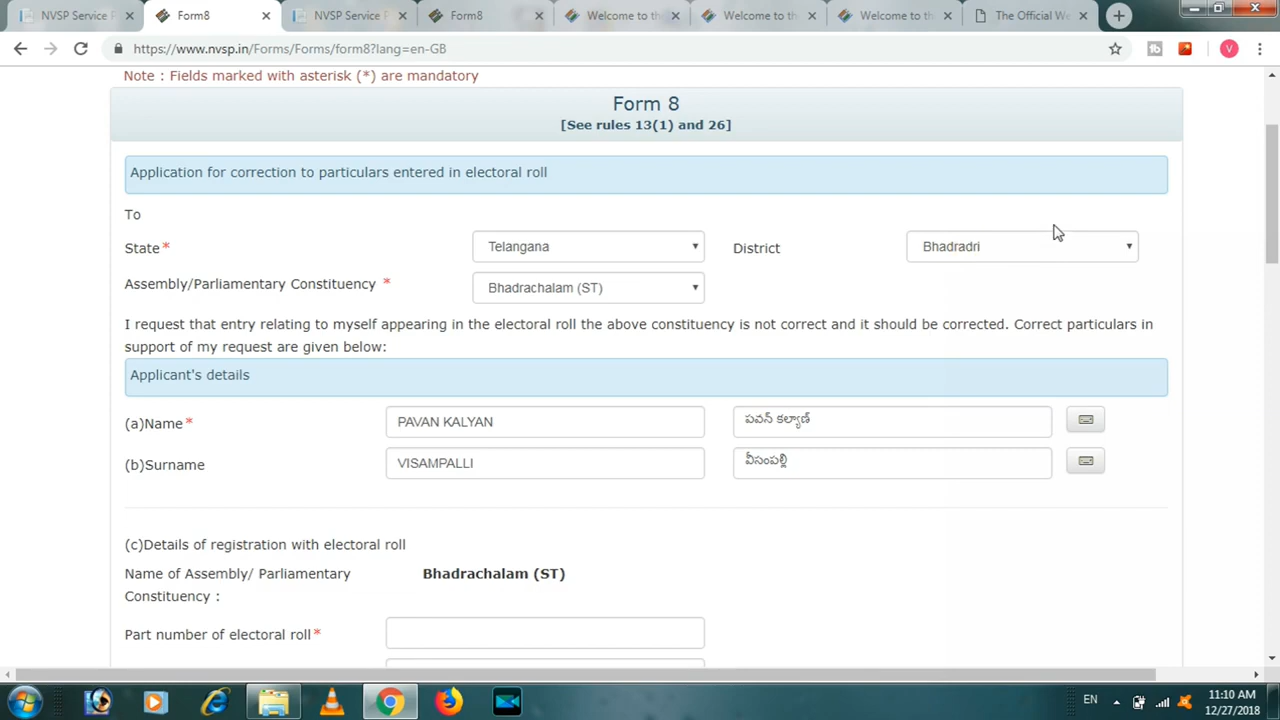 NVSP Service P
Form8
NVSP Service P
Form8
Welcome to th
Welcome to th
Welcome to th
The Official We
https://www.nvsp.in/Forms/Forms/form8?lang=en-GB
V
Note : Fields marked with asterisk (*) are mandatory
Form 8
[See rules 13(1) and 26]
Application for correction to particulars entered in electoral roll
To
State* Telangana District Bhadradri
Assembly/Parliamentary Constituency * Bhadrachalam (ST)
I request that entry relating to myself appearing in the electoral roll the above constituency is not correct and it should be corrected. Correct particulars in
support of my request are given below:
Applicant's details
(a)Name* PAVAN KALYAN పవన్ కల్యాణ్
(b)Surname VISAMPALLI వీసంపల్లి
(c)Details of registration with electoral roll
Name of Assembly/ Parliamentary Bhadrachalam (ST)
Constituency :
Part number of electoral roll*
EN
11:10 AM
12/27/2018